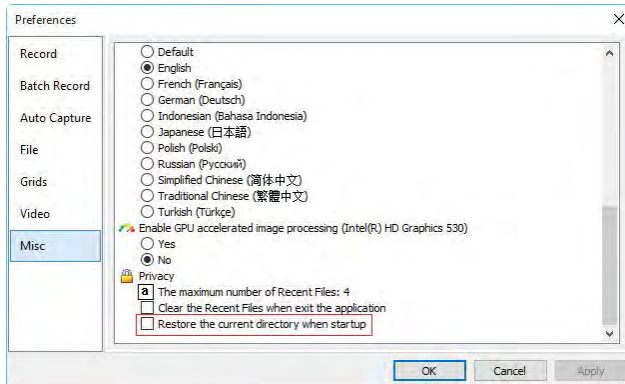 Preferences
Record
Batch Record
Auto Capture
File
Grids
Video
Misc
Default
English
French (Français)
German (Deutsch)
Indonesian (Bahasa Indonesia)
Japanese (日本語)
Polish (Polski)
Russian (Русский)
Simplified Chinese (简体中文)
Traditional Chinese (繁體中文)
Turkish (Türkçe)
Enable GPU accelerated image processing (Intel(R) HD Graphics 530)
Yes
No
Privacy
a The maximum number of Recent Files: 4
Clear the Recent Files when exit the application
Restore the current directory when startup
OK Cancel Apply